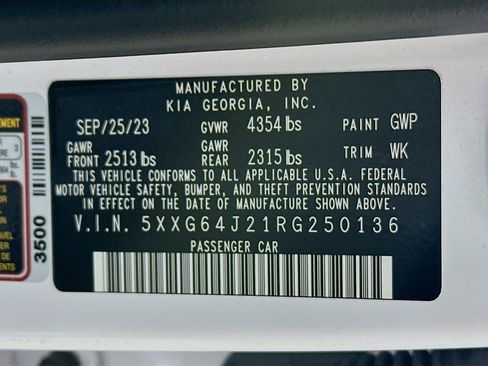 MANUFACTURED BY
KIA GEORGIA, INC.
SEP/25/23 GVWR 4354 lbs PAINT GWP
GAWR FRONT 2513 lbs GAWR REAR 2315 lbs TRIM WK
THIS VEHICLE CONFORMS TO ALL APPLICABLE U.S.A. FEDERAL
MOTOR VEHICLE SAFETY, BUMPER, AND THEFT PREVENTION STANDARDS
IN EFFECT ON THE DATE OF MANUFACTURE SHOWN ABOVE.
V.I.N. 5XXG64J21RG250136
PASSENGER CAR
3500